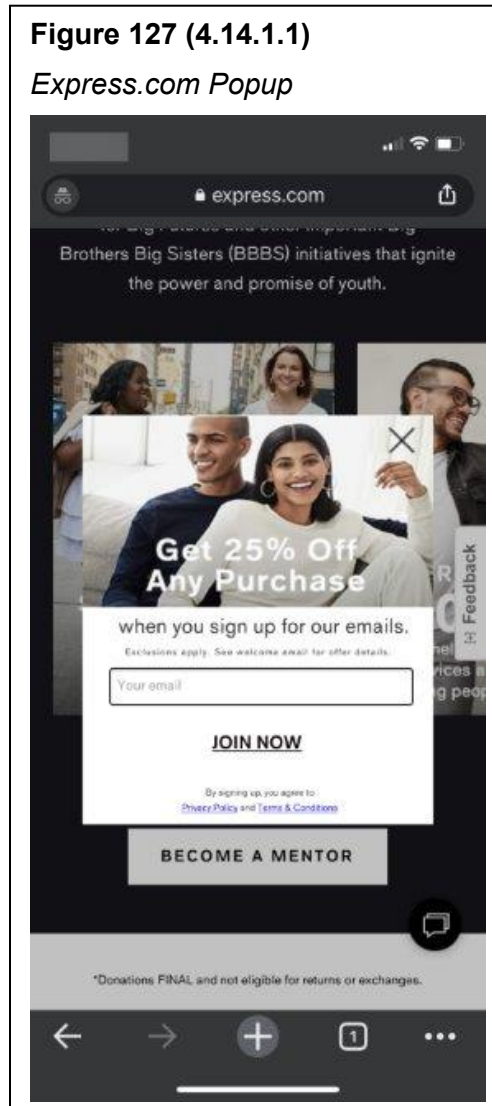 Figure 127 (4.14.1.1)
Express.com Popup
express.com
Brothers Big Sisters (BBBS) initiatives that ignite
the power and promise of youth.
Get 25% Off
Any Purchase
when you sign up for our emails.
Exclusions apply. See welcome email for offer details.
Your email
JOIN NOW
By signing up, you agree to
Privacy Policy and Terms & Conditions
Feedback
BECOME A MENTOR
*Donations FINAL and not eligible for returns or exchanges.
1